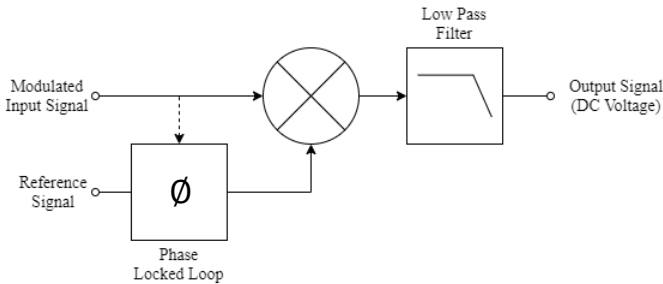 Low Pass
Filter
Modulated
Input Signal
Output Signal
(DC Voltage)
Reference
Signal
Ø
Phase
Locked Loop